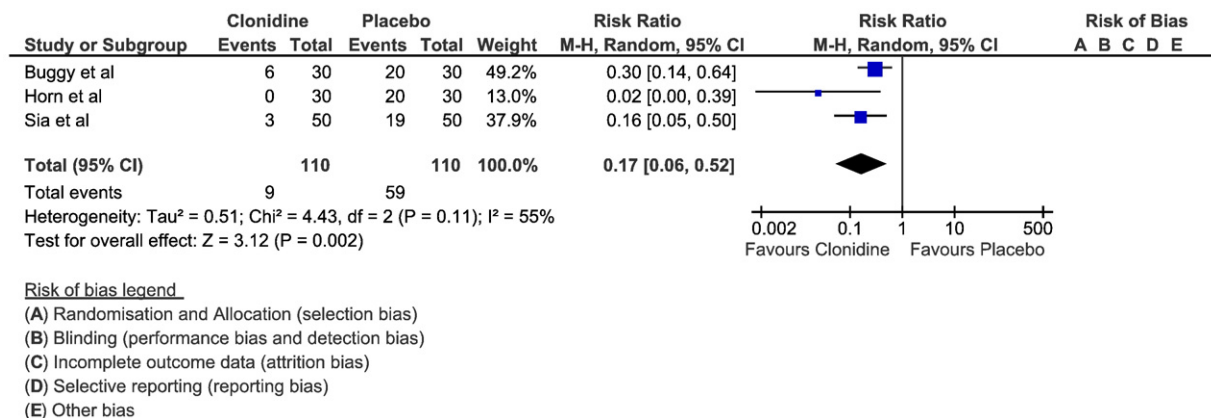 Clonidine Placebo Risk Ratio Risk Ratio Risk of Bias
Study or Subgroup Events Total Events Total Weight M-H, Random, 95% CI M-H, Random, 95% CI A B C D E
Buggy et al 6 30 20 30 49.2% 0.30 [0.14, 0.64]
Horn et al 0 30 20 30 13.0% 0.02 [0.00, 0.39]
Sia et al 3 50 19 50 37.9% 0.16 [0.05, 0.50]
Total (95% CI) 110 110 100.0% 0.17 [0.06, 0.52]
Total events 9 59
Heterogeneity: Tau² = 0.51; Chi² = 4.43, df = 2 (P = 0.11); I² = 55%
Test for overall effect: Z = 3.12 (P = 0.002)
0.002 0.1 1 10 500
Favours Clonidine Favours Placebo
Risk of bias legend
(A) Randomisation and Allocation (selection bias)
(B) Blinding (performance bias and detection bias)
(C) Incomplete outcome data (attrition bias)
(D) Selective reporting (reporting bias)
(E) Other bias